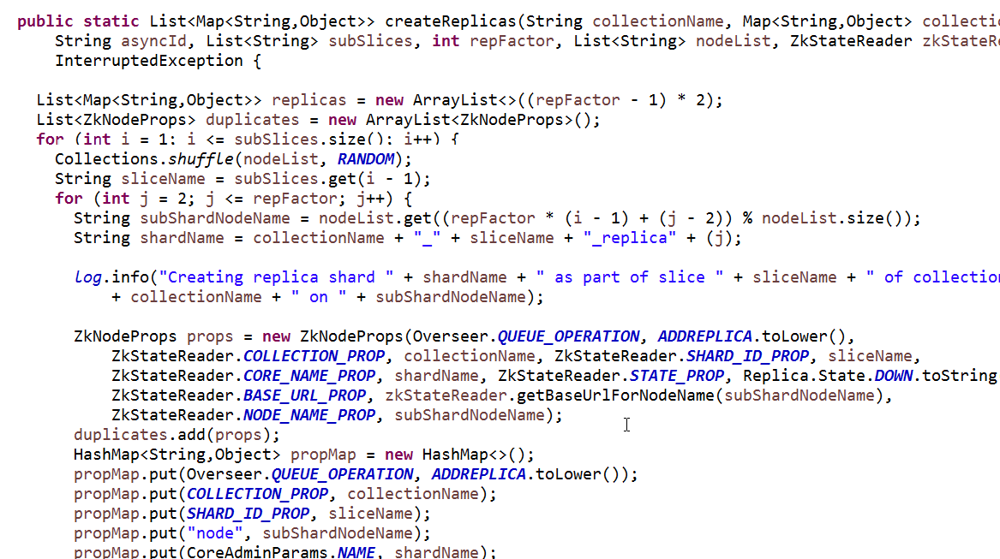 public static List<Map<String,Object>> createReplicas(String collectionName, Map<String,Object> collectio
String asyncId, List<String> subSlices, int repFactor, List<String> nodeList, ZkStateReader zkStateRe
InterruptedException {
List<Map<String,Object>> replicas = new ArrayList<>((repFactor - 1) * 2);
List<ZkNodeProps> duplicates = new ArrayList<ZkNodeProps>();
for (int i = 1; i <= subSlices.size(); i++) {
Collections.shuffle(nodeList, RANDOM);
String sliceName = subSlices.get(i - 1);
for (int j = 2; j <= repFactor; j++) {
String subShardNodeName = nodeList.get((repFactor * (i - 1) + (j - 2)) % nodeList.size());
String shardName = collectionName + "_" + sliceName + "_replica" + (j);
log.info("Creating replica shard " + shardName + " as part of slice " + sliceName + " of collection
+ collectionName + " on " + subShardNodeName);
ZkNodeProps props = new ZkNodeProps(Overseer.QUEUE_OPERATION, ADDREPLICA.toLower(),
ZkStateReader.COLLECTION_PROP, collectionName, ZkStateReader.SHARD_ID_PROP, sliceName,
ZkStateReader.CORE_NAME_PROP, shardName, ZkStateReader.STATE_PROP, Replica.State.DOWN.toString
ZkStateReader.BASE_URL_PROP, zkStateReader.getBaseUrlForNodeName(subShardNodeName),
ZkStateReader.NODE_NAME_PROP, subShardNodeName);
duplicates.add(props);
HashMap<String,Object> propMap = new HashMap<>();
propMap.put(Overseer.QUEUE_OPERATION, ADDREPLICA.toLower());
propMap.put(COLLECTION_PROP, collectionName);
propMap.put(SHARD_ID_PROP, sliceName);
propMap.put("node", subShardNodeName);
propMap.put(CoreAdminParams.NAME, shardName);